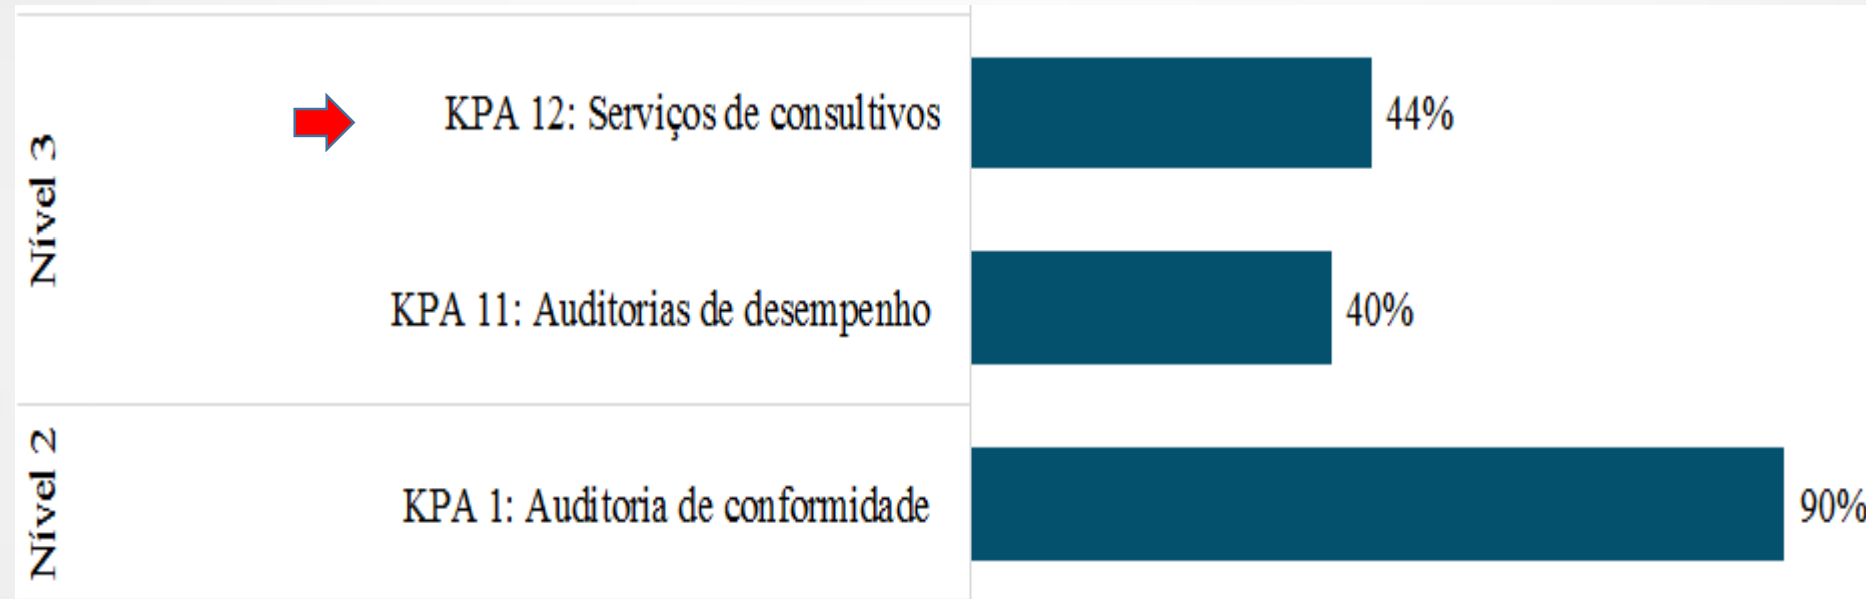 Nível 3
KPA 12: Serviços de consultivos
44%
KPA 11: Auditorias de desempenho
40%
Nível 2
KPA 1: Auditoria de conformidade
90%